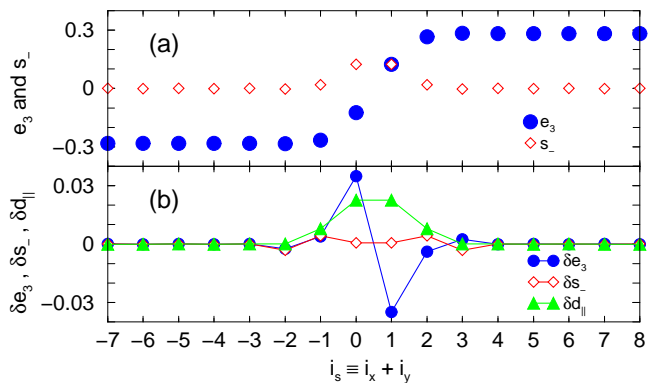 (a)
0.3
0
−0.3
e₃ and s₋
e₃
s₋
(b)
0.03
0
−0.03
δe₃ , δs₋ , δd||
δe₃
δs₋
δd||
−7 −6 −5 −4 −3 −2 −1 0 1 2 3 4 5 6 7 8
iₛ ≡ iₓ + i_y